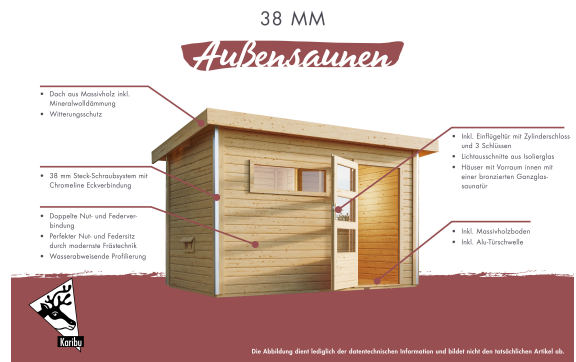 38 MM
Außensaunen
• Dach aus Massivholz inkl.
Mineralwolldämmung
• Witterungsschutz
• 38 mm Steck-Schraubsystem mit
Chromeline Eckverbindung
• Doppelte Nut- und Federver-
bindung
• Perfekter Nut- und Federsitz
durch modernste Frästechnik
• Wasserabweisende Profilierung
• Inkl. Einflügeltür mit Zylinderschloss
und 3 Schlüssen
• Lichtausschnitte aus Isolierglas
• Häuser mit Vorraum innen mit
einer bronzierten Ganzglas-
saunatür
• Inkl. Massivholzboden
• Inkl. Alu-Türschwelle
Karibu
Die Abbildung dient lediglich der datentechnischen Information und bildet nicht den tatsächlichen Artikel ab.